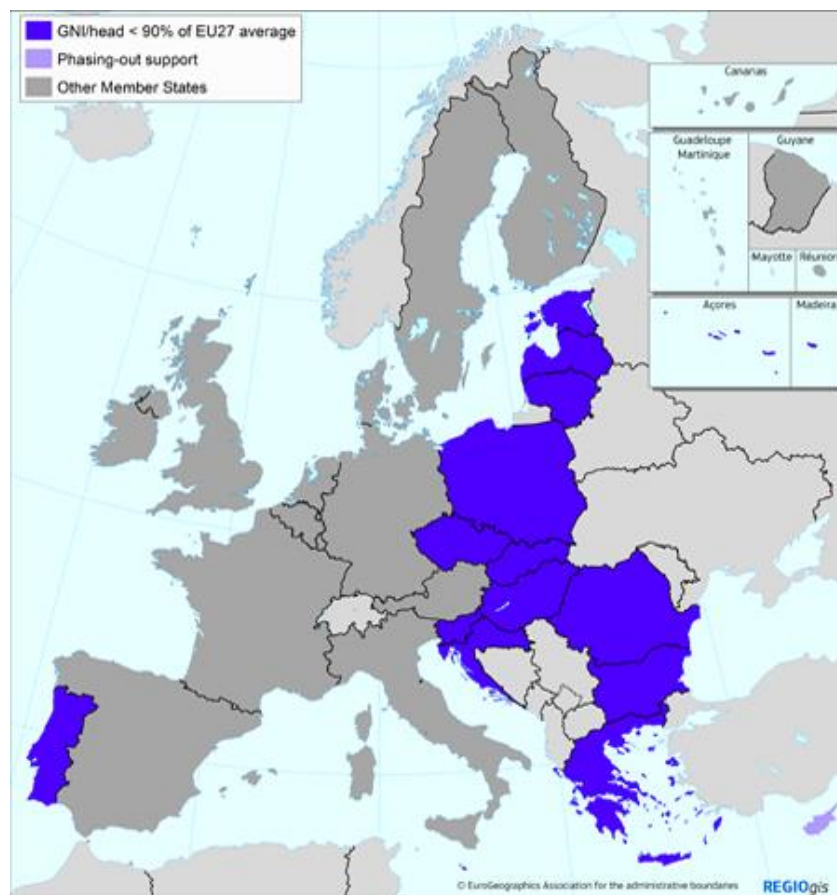 GNI/head < 90% of EU27 average
Phasing-out support
Other Member States
Canarias
Guadeloupe
Martinique
Guyane
Mayotte
Réunion
Açores
Madeira
© EuroGeographics Association for the administrative boundaries
REGIOgis